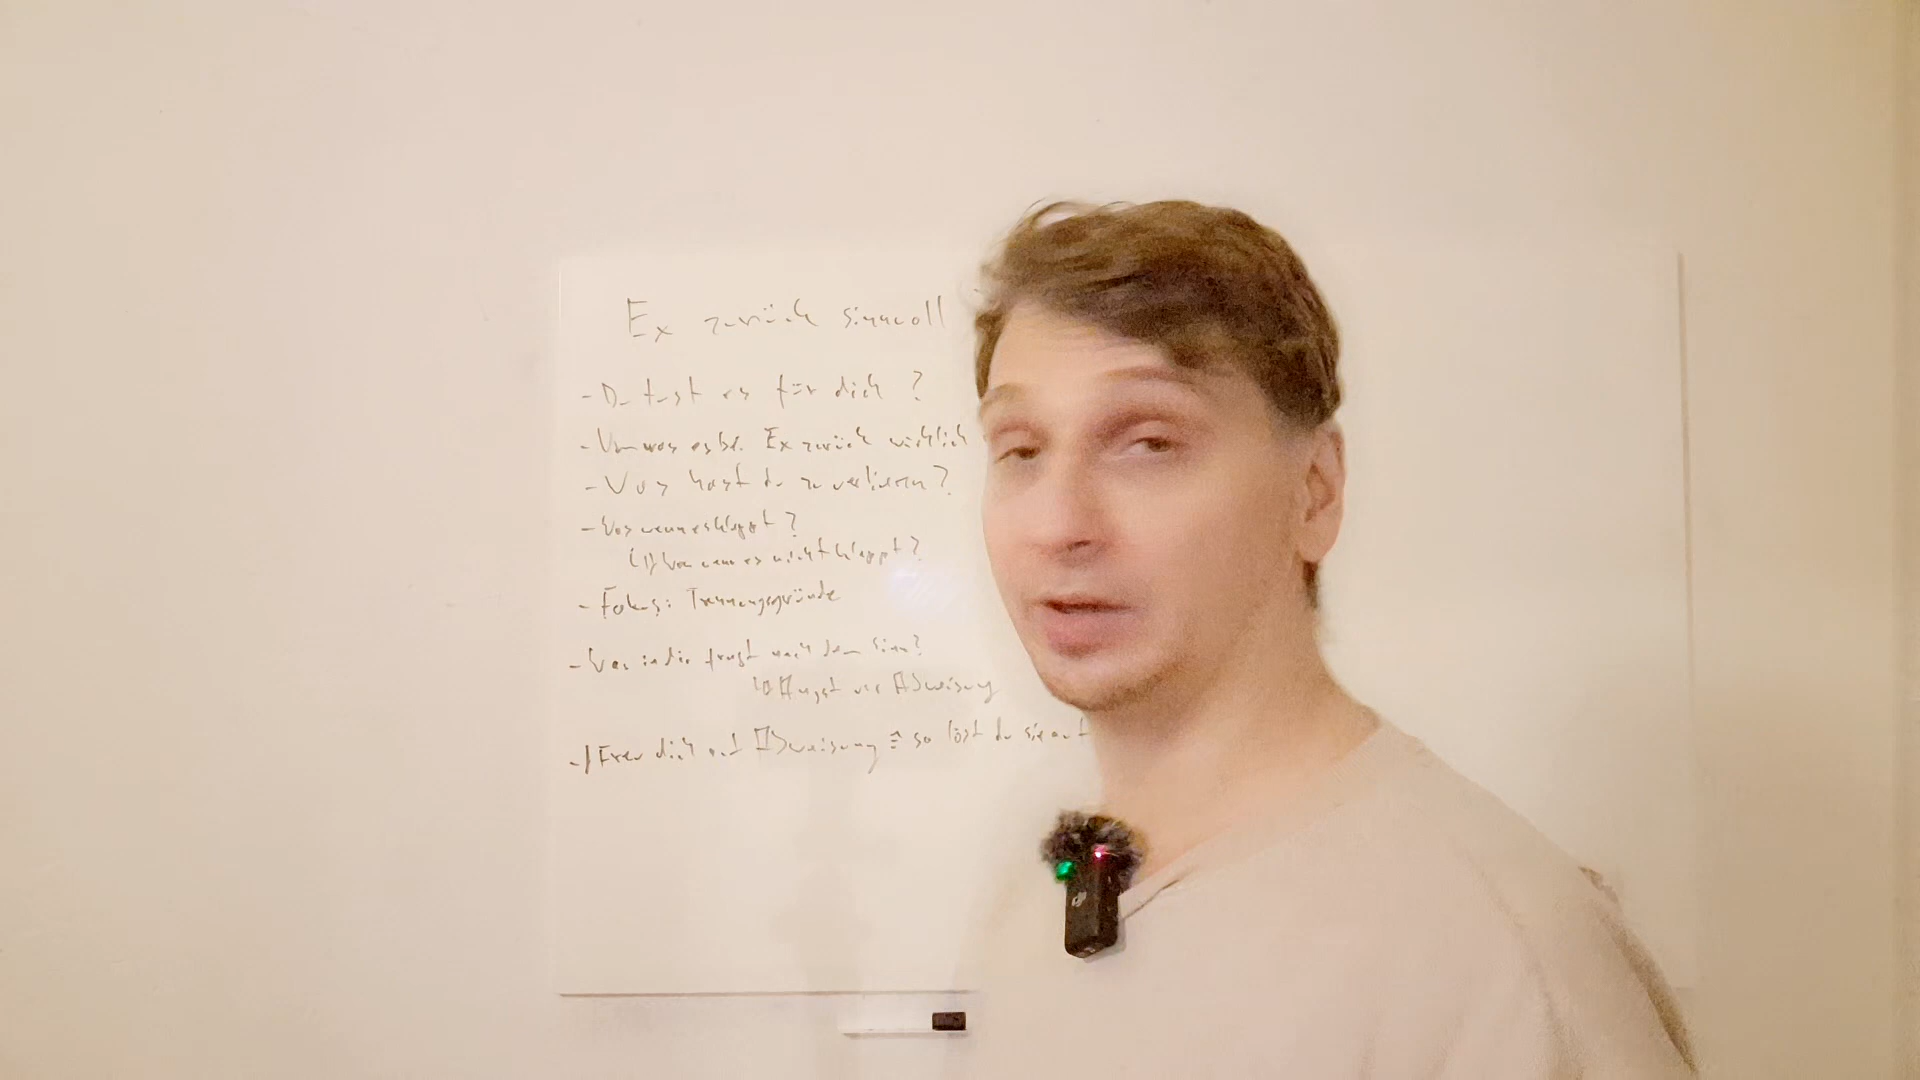 Ex zurück sinnvoll
- Du tust es für dich ?
- Um was es bei Ex zurück wirklich
- Was hast du zu verlieren ?
- Was wenn es klappt ?
Was wenn es nicht klappt ?
- Fokus: Trennungsgründe
- Was in dir fragt nach dem Sinn ?
Angst vor Abweisung
- Freu dich auf Abweisung so löst du sie auf